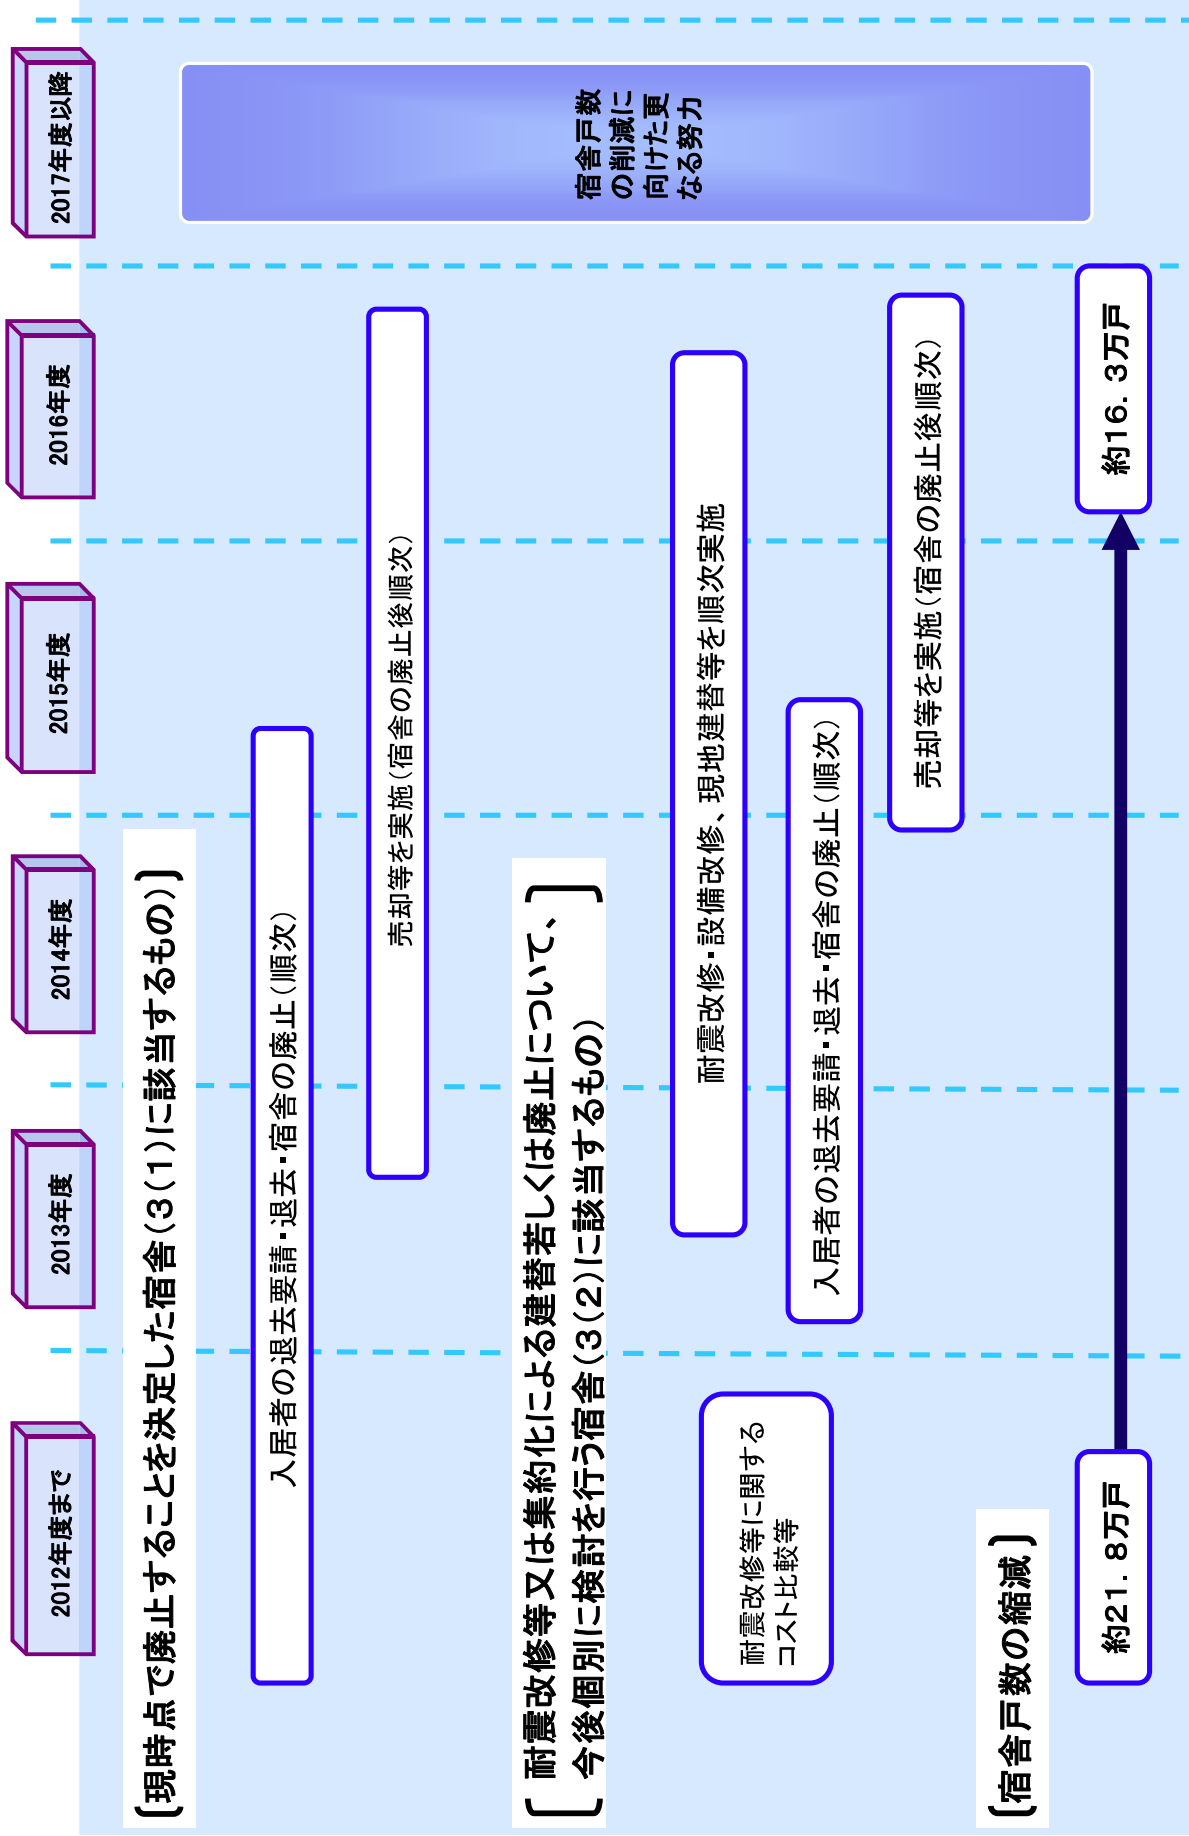 2012年度まで
2013年度
2014年度
2015年度
2016年度
2017年度以降
〔現時点で廃止することを決定した宿舎（３（１）に該当するもの）〕
入居者の退去要請・退去・宿舎の廃止（順次）
売却等を実施（宿舎の廃止後順次）
〔耐震改修等又は集約化による建替若しくは廃止について、
今後個別に検討を行う宿舎（３（２）に該当するもの）〕
耐震改修等に関する
コスト比較等
耐震改修・設備改修、現地建替等を順次実施
入居者の退去要請・退去・宿舎の廃止（順次）
売却等を実施（宿舎の廃止後順次）
宿舎戸数
の削減に
向けた更
なる努力
〔宿舎戸数の縮減〕
約２１．８万戸
約１６．３万戸